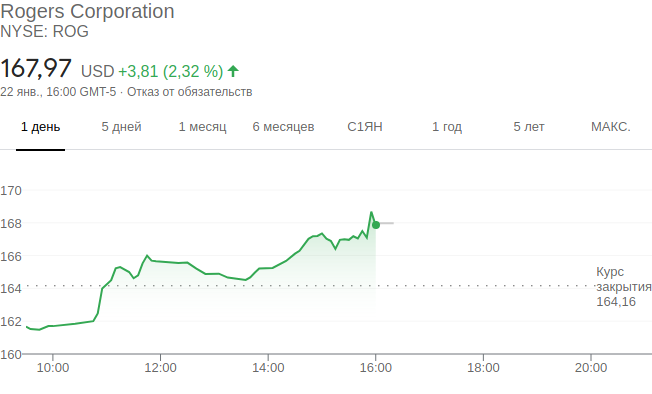 Rogers Corporation
NYSE: ROG
167,97 USD +3,81 (2,32 %)
22 янв., 16:00 GMT-5 · Отказ от обязательств
1 день 5 дней 1 месяц 6 месяцев С1ЯН 1 год 5 лет МАКС.
170
168
166
Курс
164 закрытия
164,16
162
160
10:00 12:00 14:00 16:00 18:00 20:00